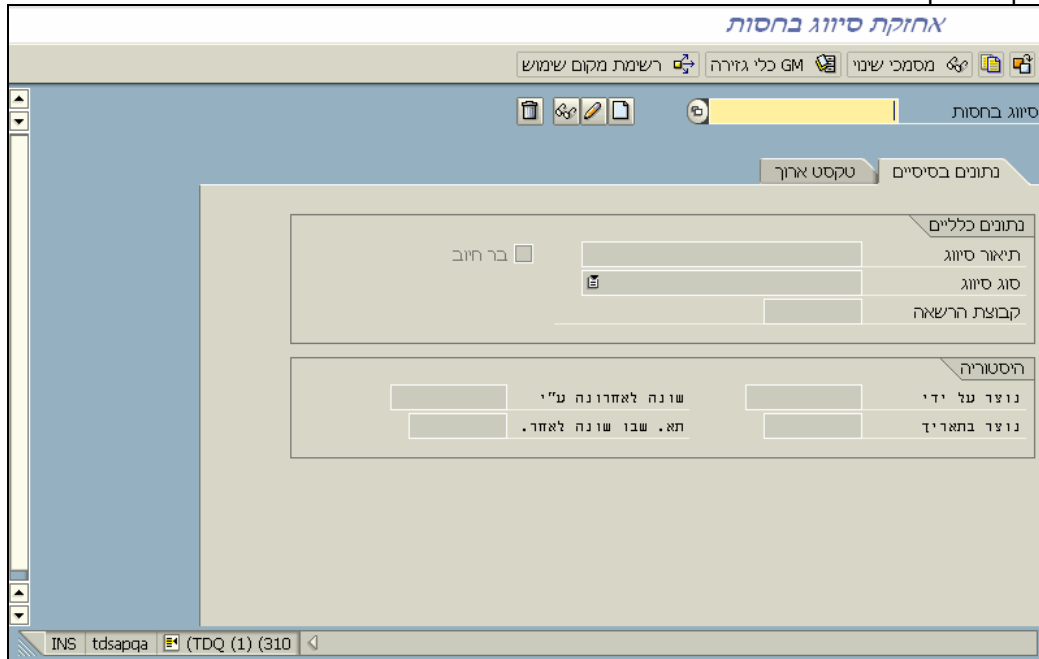 אחזקת סיווג בחסות
מסמכי שינוי GM כלי גזירה רשימת מקום שימוש
סיווג בחסות
נתונים בסיסיים טקסט ארוך
נתונים כלליים
תיאור סיווג בר חיוב
סוג סיווג
קבוצת הרשאה
היסטוריה
נוצר על ידי שונה לאחרונה ע"י
נוצר בתאריך תא. שבו שונה לאחר.
INS tdsapqa (TDQ (1) (310